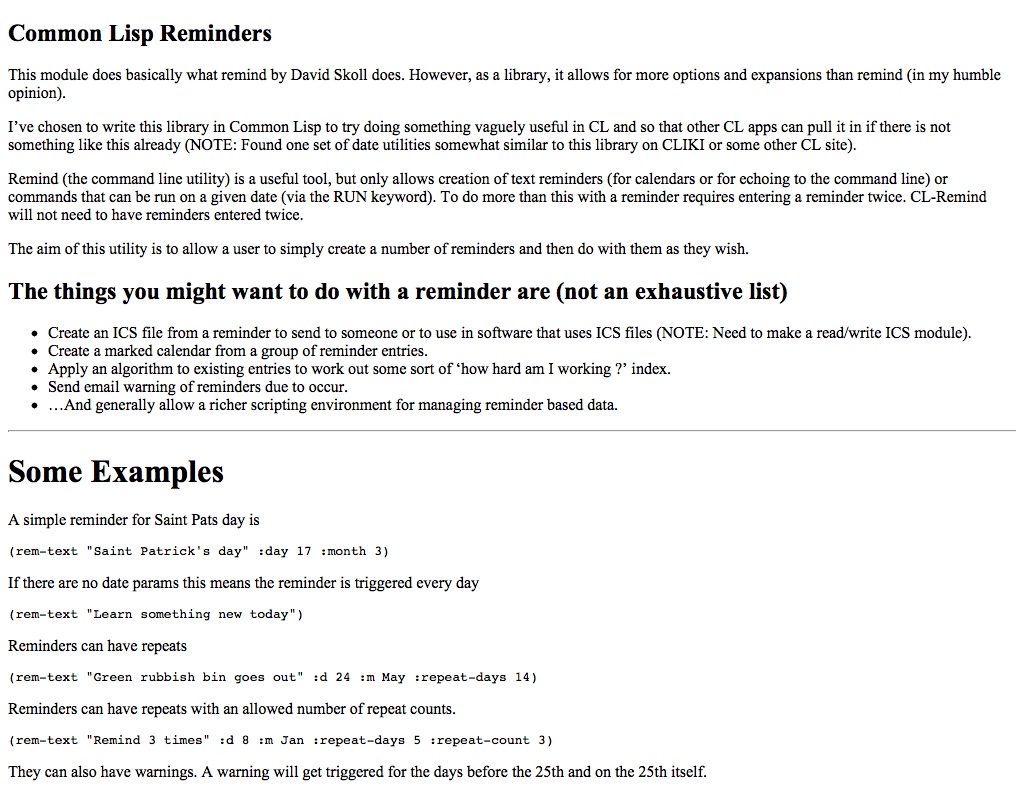 Common Lisp Reminders
This module does basically what remind by David Skoll does. However, as a library, it allows for more options and expansions than remind (in my humble
opinion).
I’ve chosen to write this library in Common Lisp to try doing something vaguely useful in CL and so that other CL apps can pull it in if there is not
something like this already (NOTE: Found one set of date utilities somewhat similar to this library on CLIKI or some other CL site).
Remind (the command line utility) is a useful tool, but only allows creation of text reminders (for calendars or for echoing to the command line) or
commands that can be run on a given date (via the RUN keyword). To do more than this with a reminder requires entering a reminder twice. CL-Remind
will not need to have reminders entered twice.
The aim of this utility is to allow a user to simply create a number of reminders and then do with them as they wish.
The things you might want to do with a reminder are (not an exhaustive list)
• Create an ICS file from a reminder to send to someone or to use in software that uses ICS files (NOTE: Need to make a read/write ICS module).
• Create a marked calendar from a group of reminder entries.
• Apply an algorithm to existing entries to work out some sort of ‘how hard am I working ?’ index.
• Send email warning of reminders due to occur.
• …And generally allow a richer scripting environment for managing reminder based data.
Some Examples
A simple reminder for Saint Pats day is
(rem-text "Saint Patrick's day" :day 17 :month 3)
If there are no date params this means the reminder is triggered every day
(rem-text "Learn something new today")
Reminders can have repeats
(rem-text "Green rubbish bin goes out" :d 24 :m May :repeat-days 14)
Reminders can have repeats with an allowed number of repeat counts.
(rem-text "Remind 3 times" :d 8 :m Jan :repeat-days 5 :repeat-count 3)
They can also have warnings. A warning will get triggered for the days before the 25th and on the 25th itself.